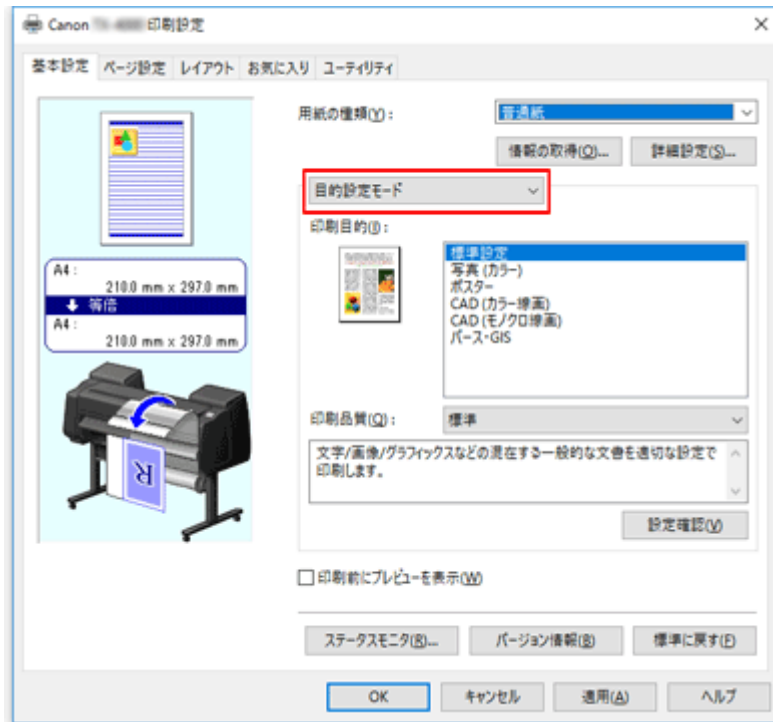 Canon 印刷設定
基本設定 ページ設定 レイアウト お気に入り ユーティリティ
用紙の種類(Y):
普通紙
情報の取得(O)... 詳細設定(S)...
目的設定モード
印刷目的(I):
標準設定
写真 (カラー)
ポスター
CAD (カラー線画)
CAD (モノクロ線画)
パース・GIS
A4 :
210.0 mm x 297.0 mm
等倍
A4 :
210.0 mm x 297.0 mm
R
印刷品質(Q): 標準
文字/画像/グラフィックスなどの混在する一般的な文書を適切な設定で
印刷します。
設定確認(V)
印刷前にプレビューを表示(W)
ステータスモニタ(R)... バージョン情報(B) 標準に戻す(F)
OK キャンセル 適用(A) ヘルプ